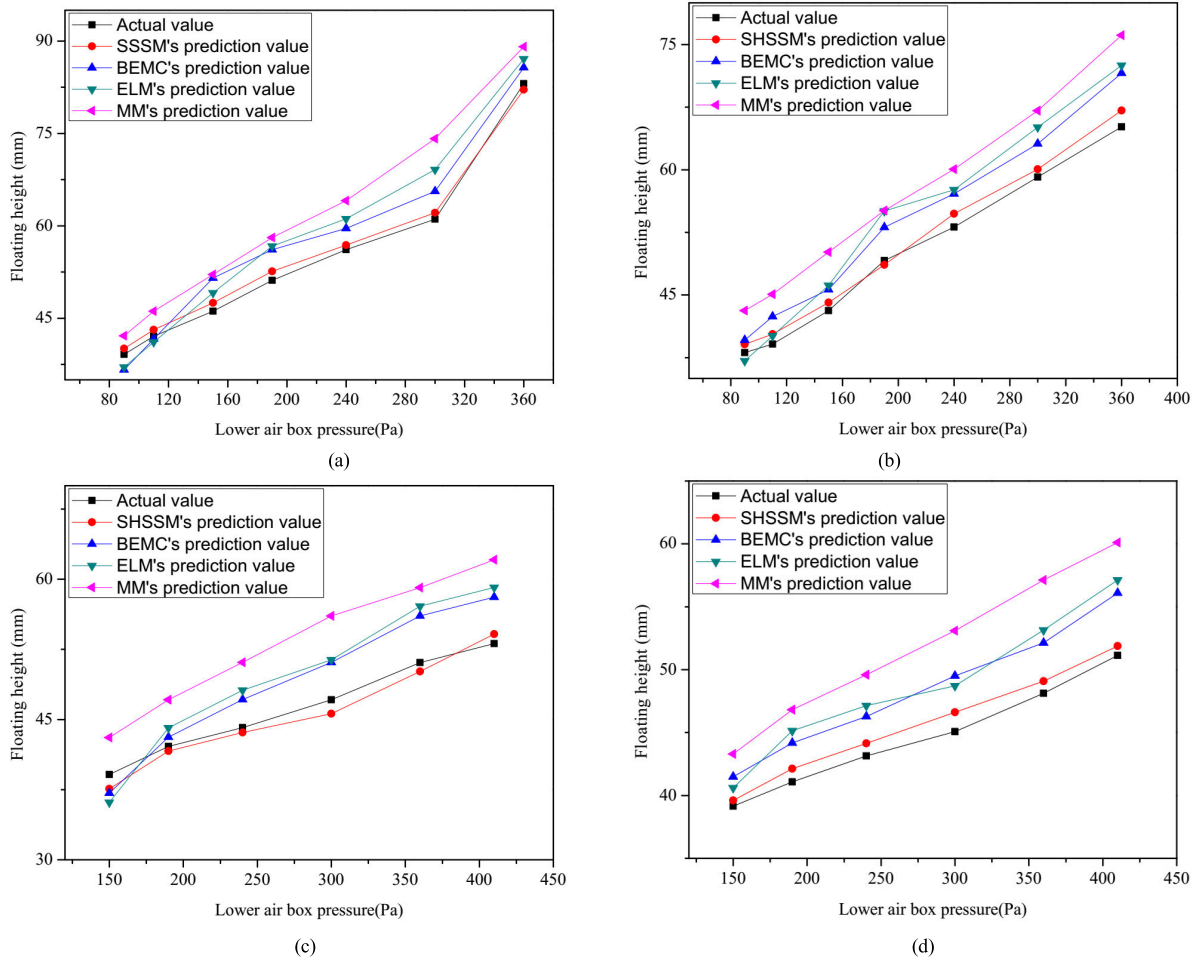 Actual value
SSSM's prediction value
BEMC's prediction value
ELM's prediction value
MM's prediction value
90
75
60
45
Floating height (mm)
80 120 160 200 240 280 320 360
Lower air box pressure(Pa)
(a)
Actual value
SHSSM's prediction value
BEMC's prediction value
ELM's prediction value
MM's prediction value
75
60
45
Floating height (mm)
80 120 160 200 240 280 320 360 400
Lower air box pressure(Pa)
(b)
Actual value
SHSSM's prediction value
BEMC's prediction value
ELM's prediction value
MM's prediction value
60
45
30
Floating height (mm)
150 200 250 300 350 400 450
Lower air box pressure(Pa)
(c)
Actual value
SHSSM's prediction value
BEMC's prediction value
ELM's prediction value
MM's prediction value
60
50
40
Floating height (mm)
150 200 250 300 350 400 450
Lower air box pressure(Pa)
(d)